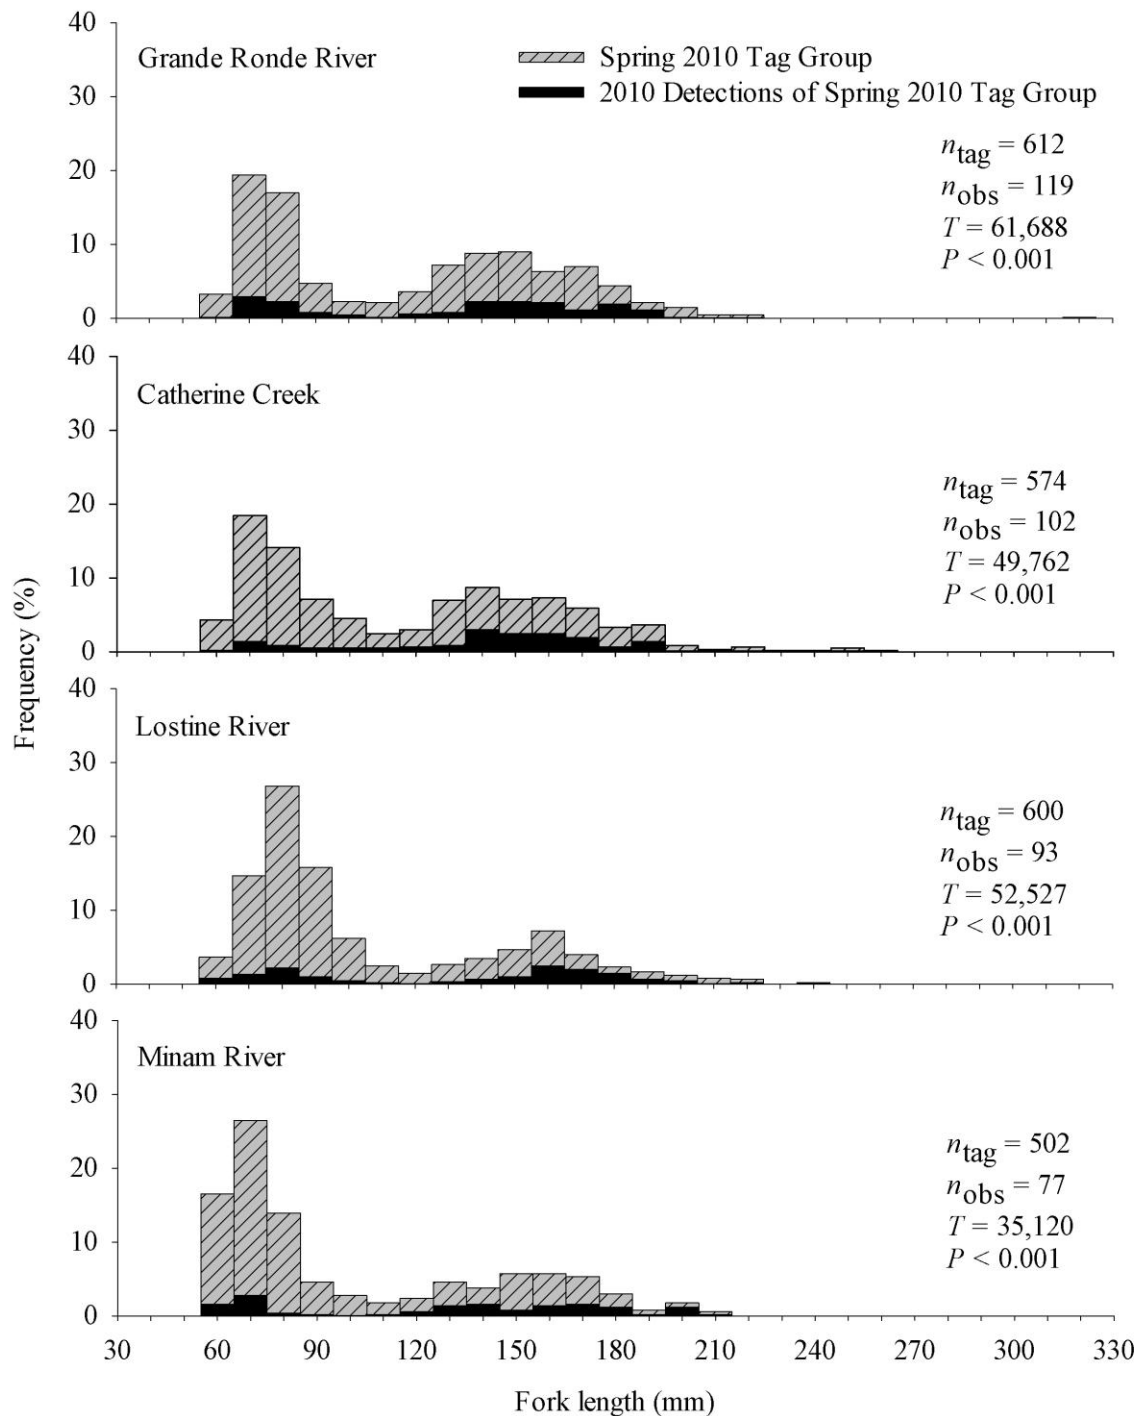 40
Grande Ronde River
Spring 2010 Tag Group
2010 Detections of Spring 2010 Tag Group
30
20
10
0
ntag = 612
nobs = 119
T = 61,688
P < 0.001
40
Catherine Creek
30
20
10
0
ntag = 574
nobs = 102
T = 49,762
P < 0.001
Frequency (%)
40
Lostine River
30
20
10
0
ntag = 600
nobs = 93
T = 52,527
P < 0.001
40
Minam River
30
20
10
0
ntag = 502
nobs = 77
T = 35,120
P < 0.001
30 60 90 120 150 180 210 240 270 300 330
Fork length (mm)